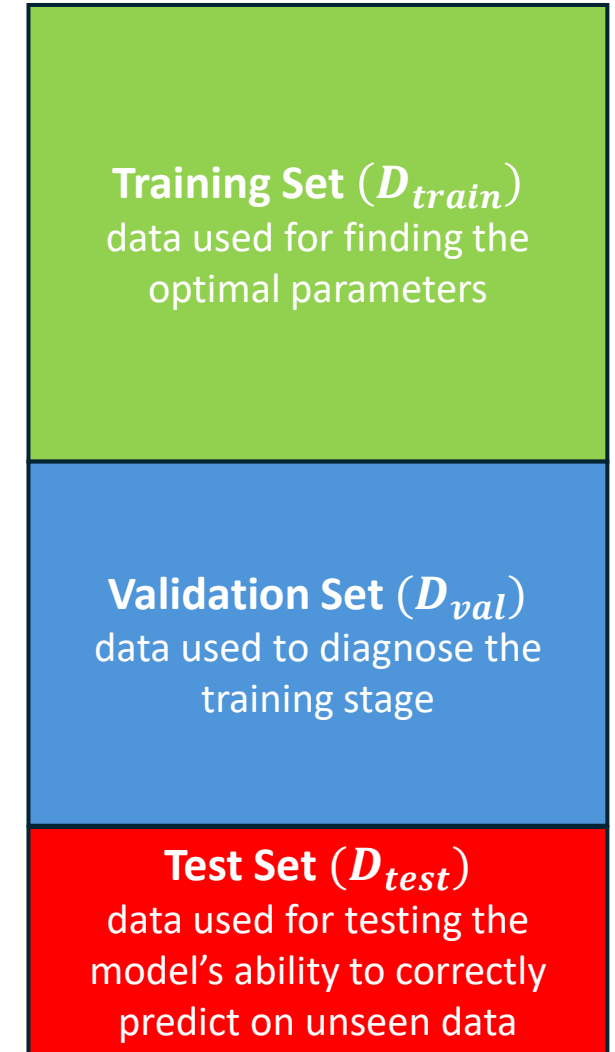 Training Set (D_train)
data used for finding the
optimal parameters
Validation Set (D_val)
data used to diagnose the
training stage
Test Set (D_test)
data used for testing the
model’s ability to correctly
predict on unseen data